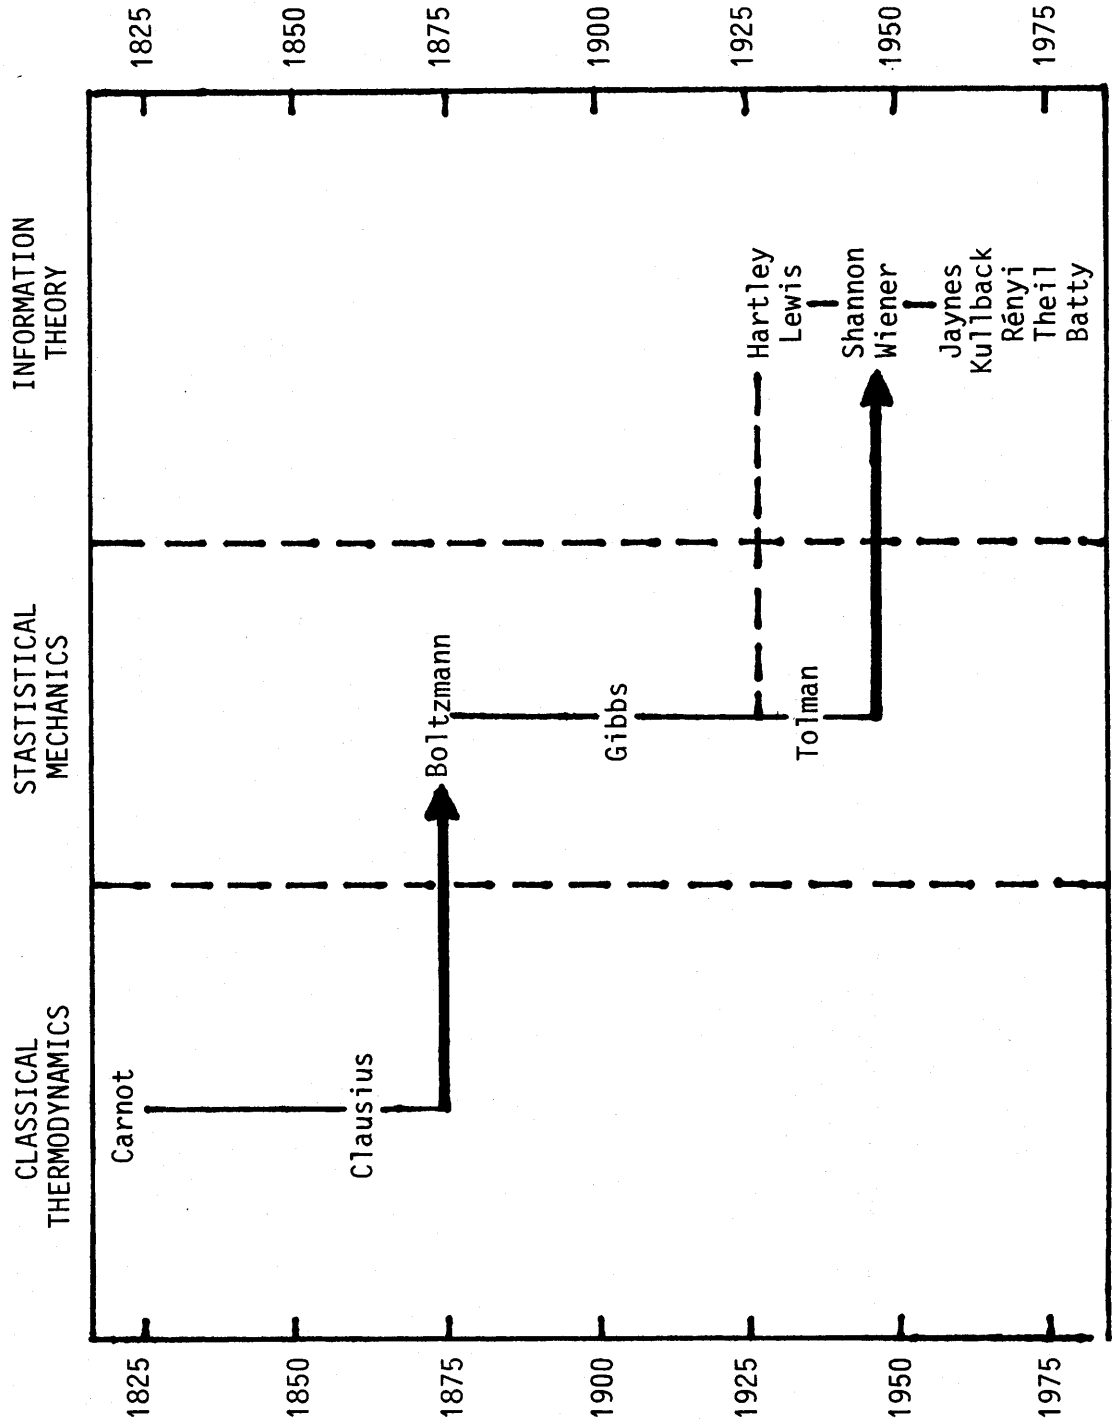 CLASSICAL
THERMODYNAMICS
STASTISTICAL
MECHANICS
INFORMATION
THEORY
1825
Carnot
1825
1850
1850
Clausius
1875
Boltzmann
1875
1900
Gibbs
1900
1925
Hartley
Lewis
1925
Tolman
Shannon
Wiener
1950
1950
Jaynes
Kullback
Rényi
Theil
Batty
1975
1975